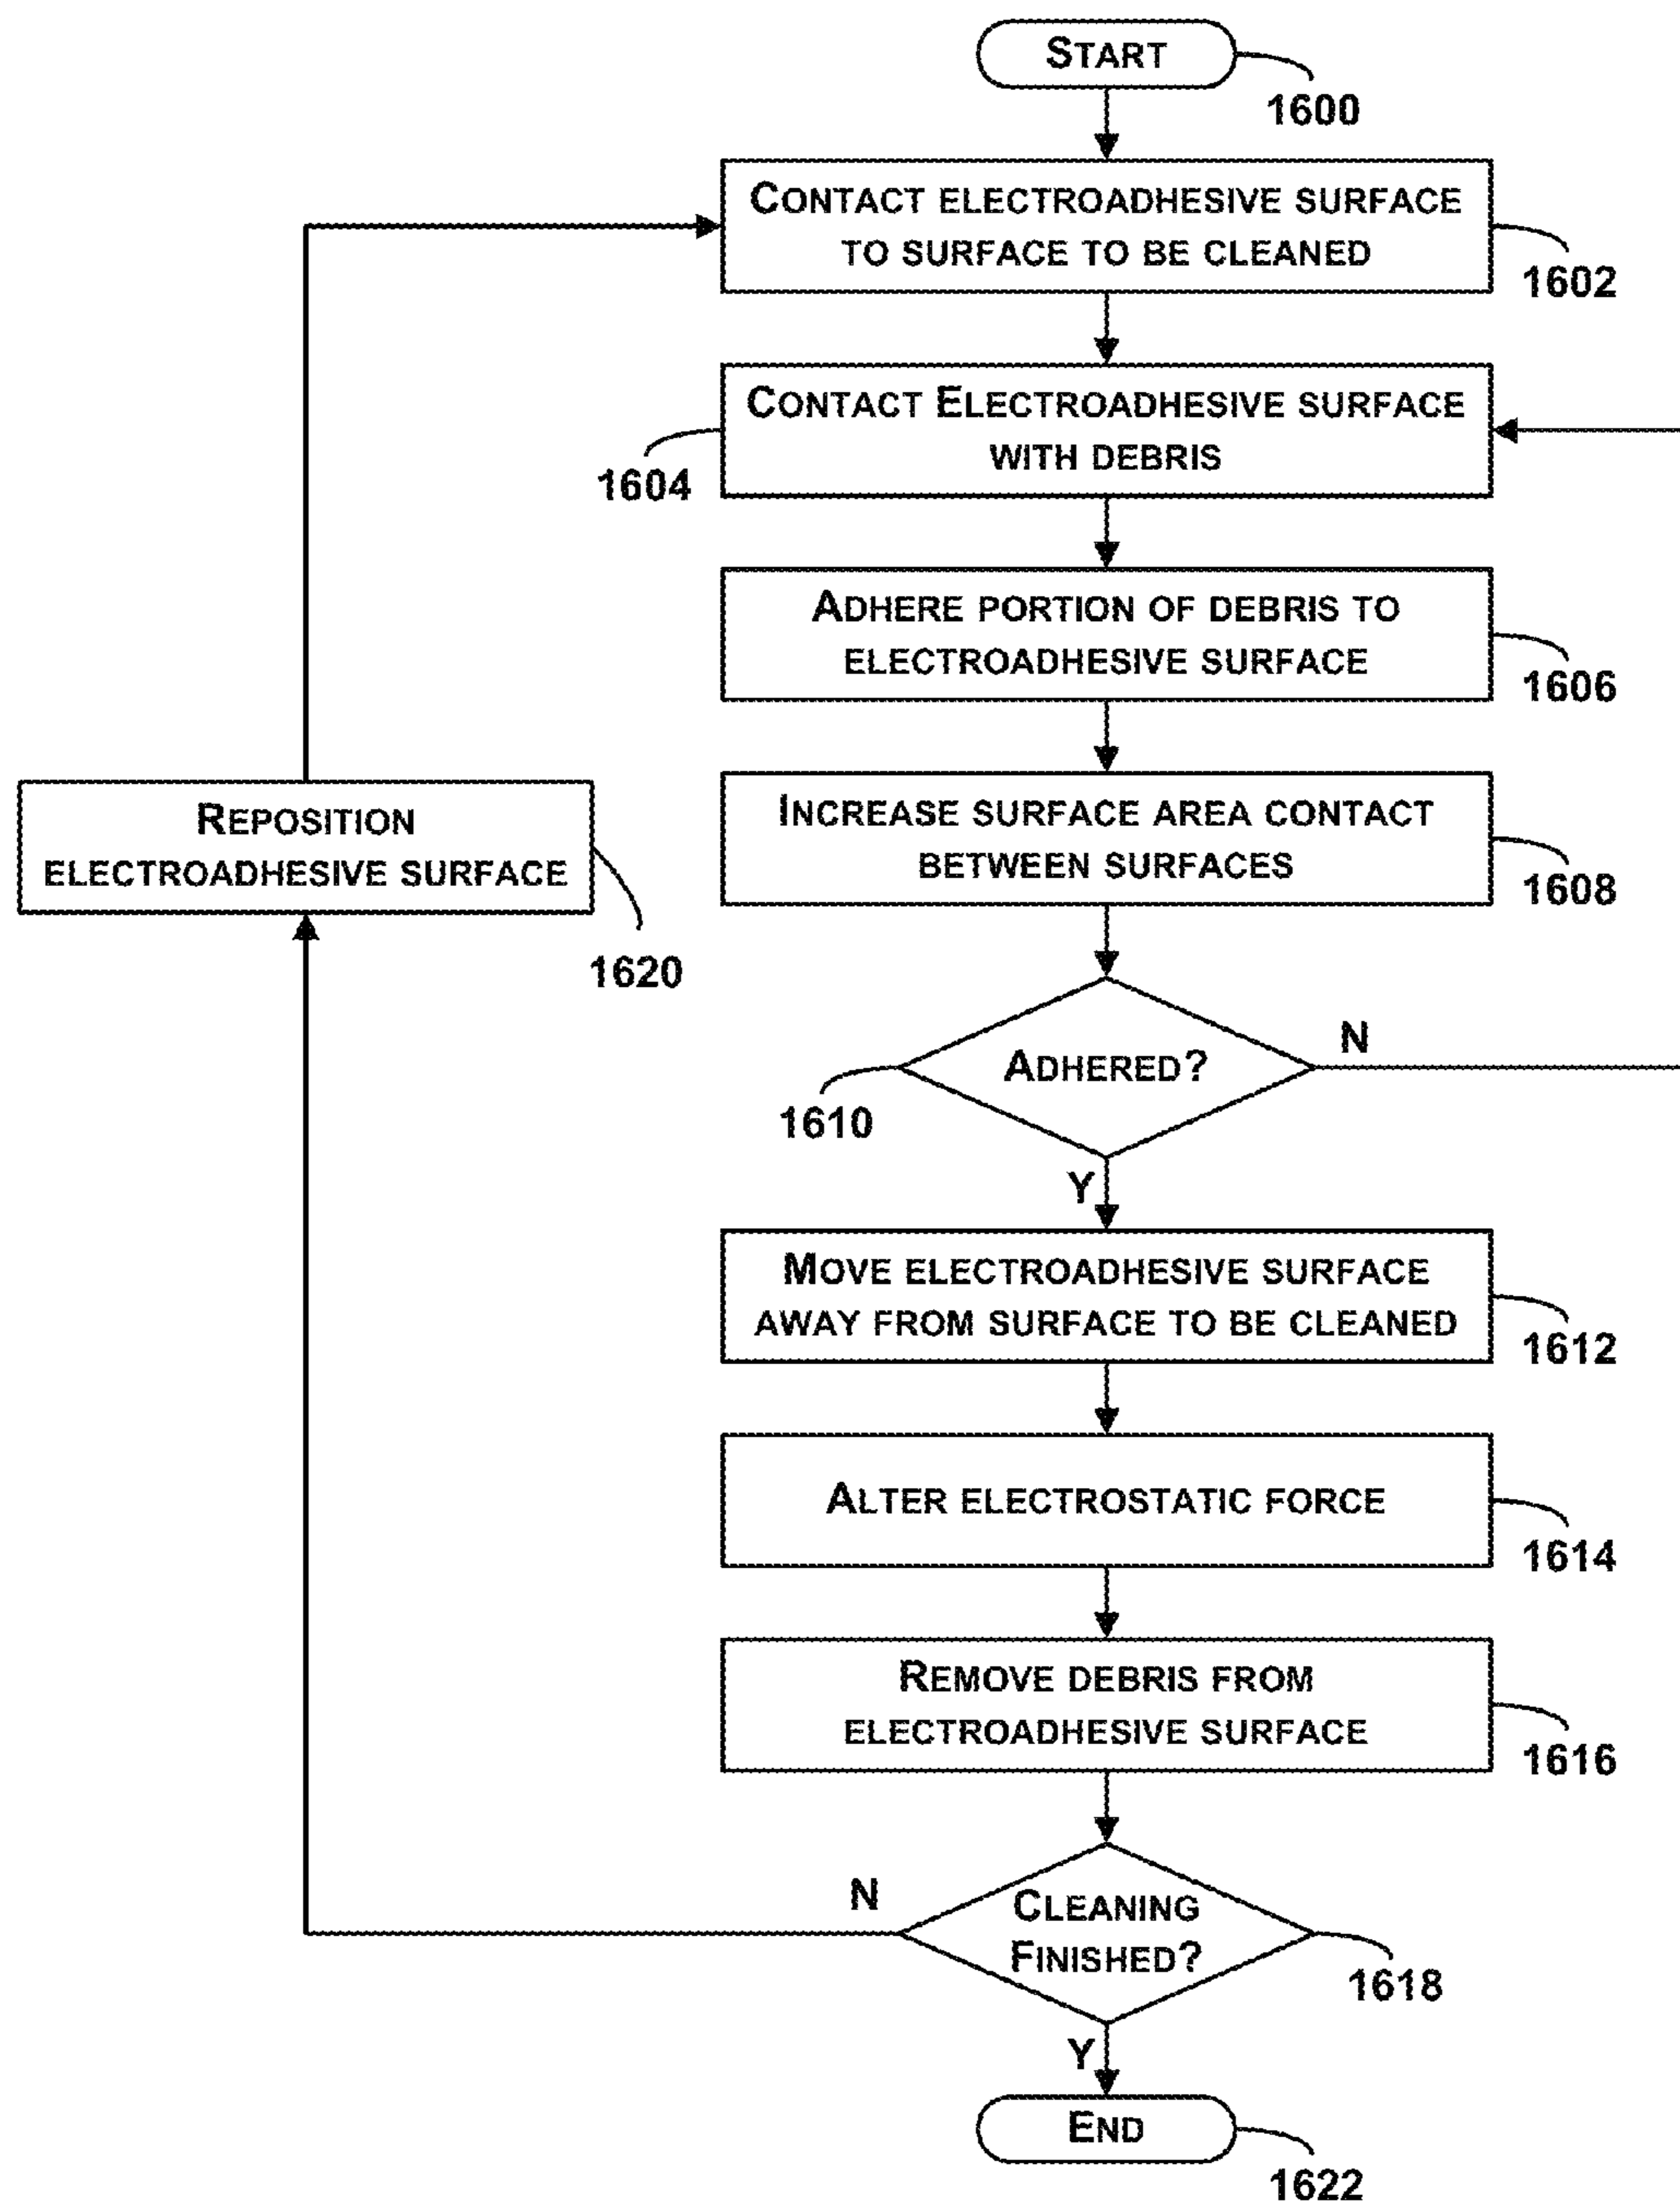 START
1600
CONTACT ELECTROADHESIVE SURFACE
TO SURFACE TO BE CLEANED
1602
CONTACT ELECTROADHESIVE SURFACE
WITH DEBRIS
1604
ADHERE PORTION OF DEBRIS TO
ELECTROADHESIVE SURFACE
1606
INCREASE SURFACE AREA CONTACT
BETWEEN SURFACES
1608
REPOSITION
ELECTROADHESIVE SURFACE
1620
ADHERED?
N
1610
Y
MOVE ELECTROADHESIVE SURFACE
AWAY FROM SURFACE TO BE CLEANED
1612
ALTER ELECTROSTATIC FORCE
1614
REMOVE DEBRIS FROM
ELECTROADHESIVE SURFACE
1616
N
CLEANING
FINISHED?
1618
Y
END
1622